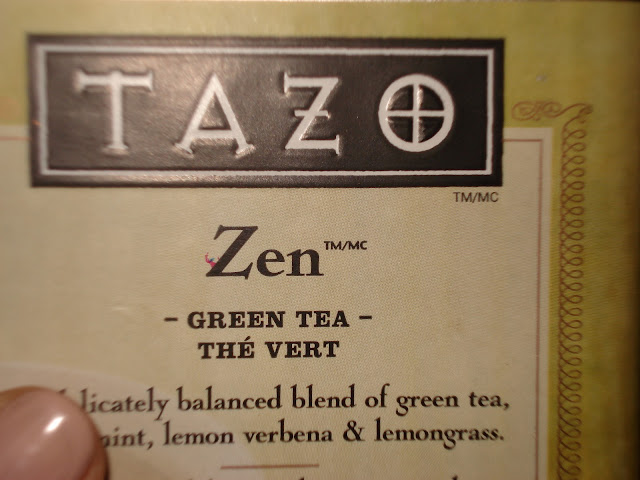 TAZO
TM/MC
Zen TM/MC
– GREEN TEA –
THÉ VERT
licately balanced blend of green tea,
mint, lemon verbena & lemongrass.